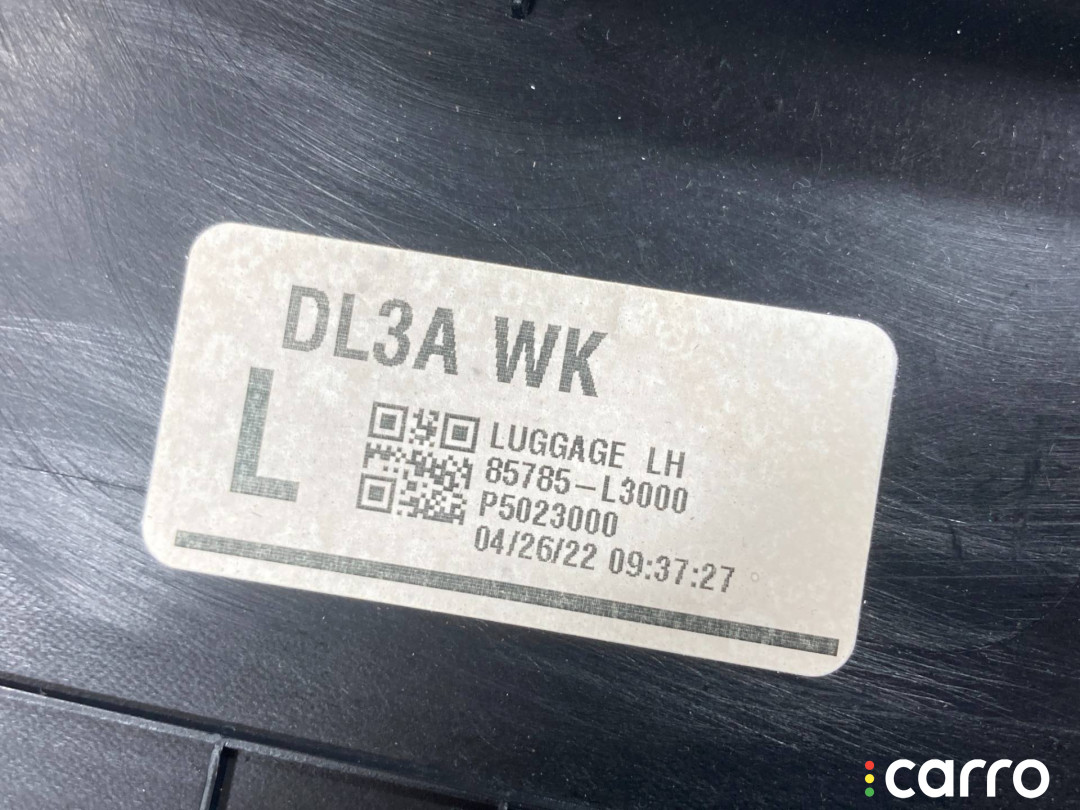 DL3A WK
L
LUGGAGE LH
85785-L3000
P5023000
04/26/22 09:37:27
carro